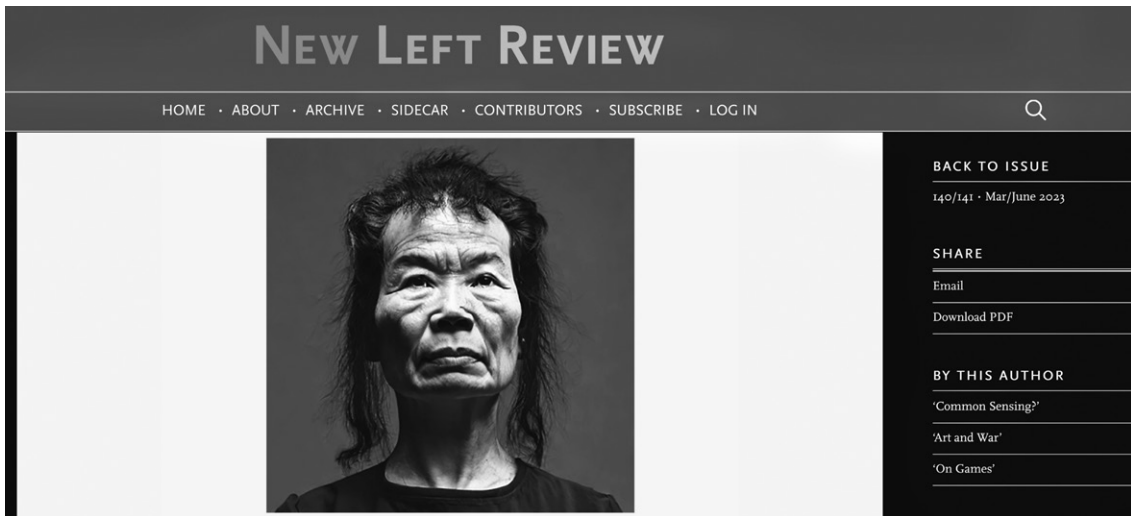 NEW LEFT REVIEW
HOME · ABOUT · ARCHIVE · SIDECAR · CONTRIBUTORS · SUBSCRIBE · LOG IN
BACK TO ISSUE
140/141 · Mar/June 2023
SHARE
Email
Download PDF
BY THIS AUTHOR
‘Common Sensing?’
‘Art and War’
‘On Games’